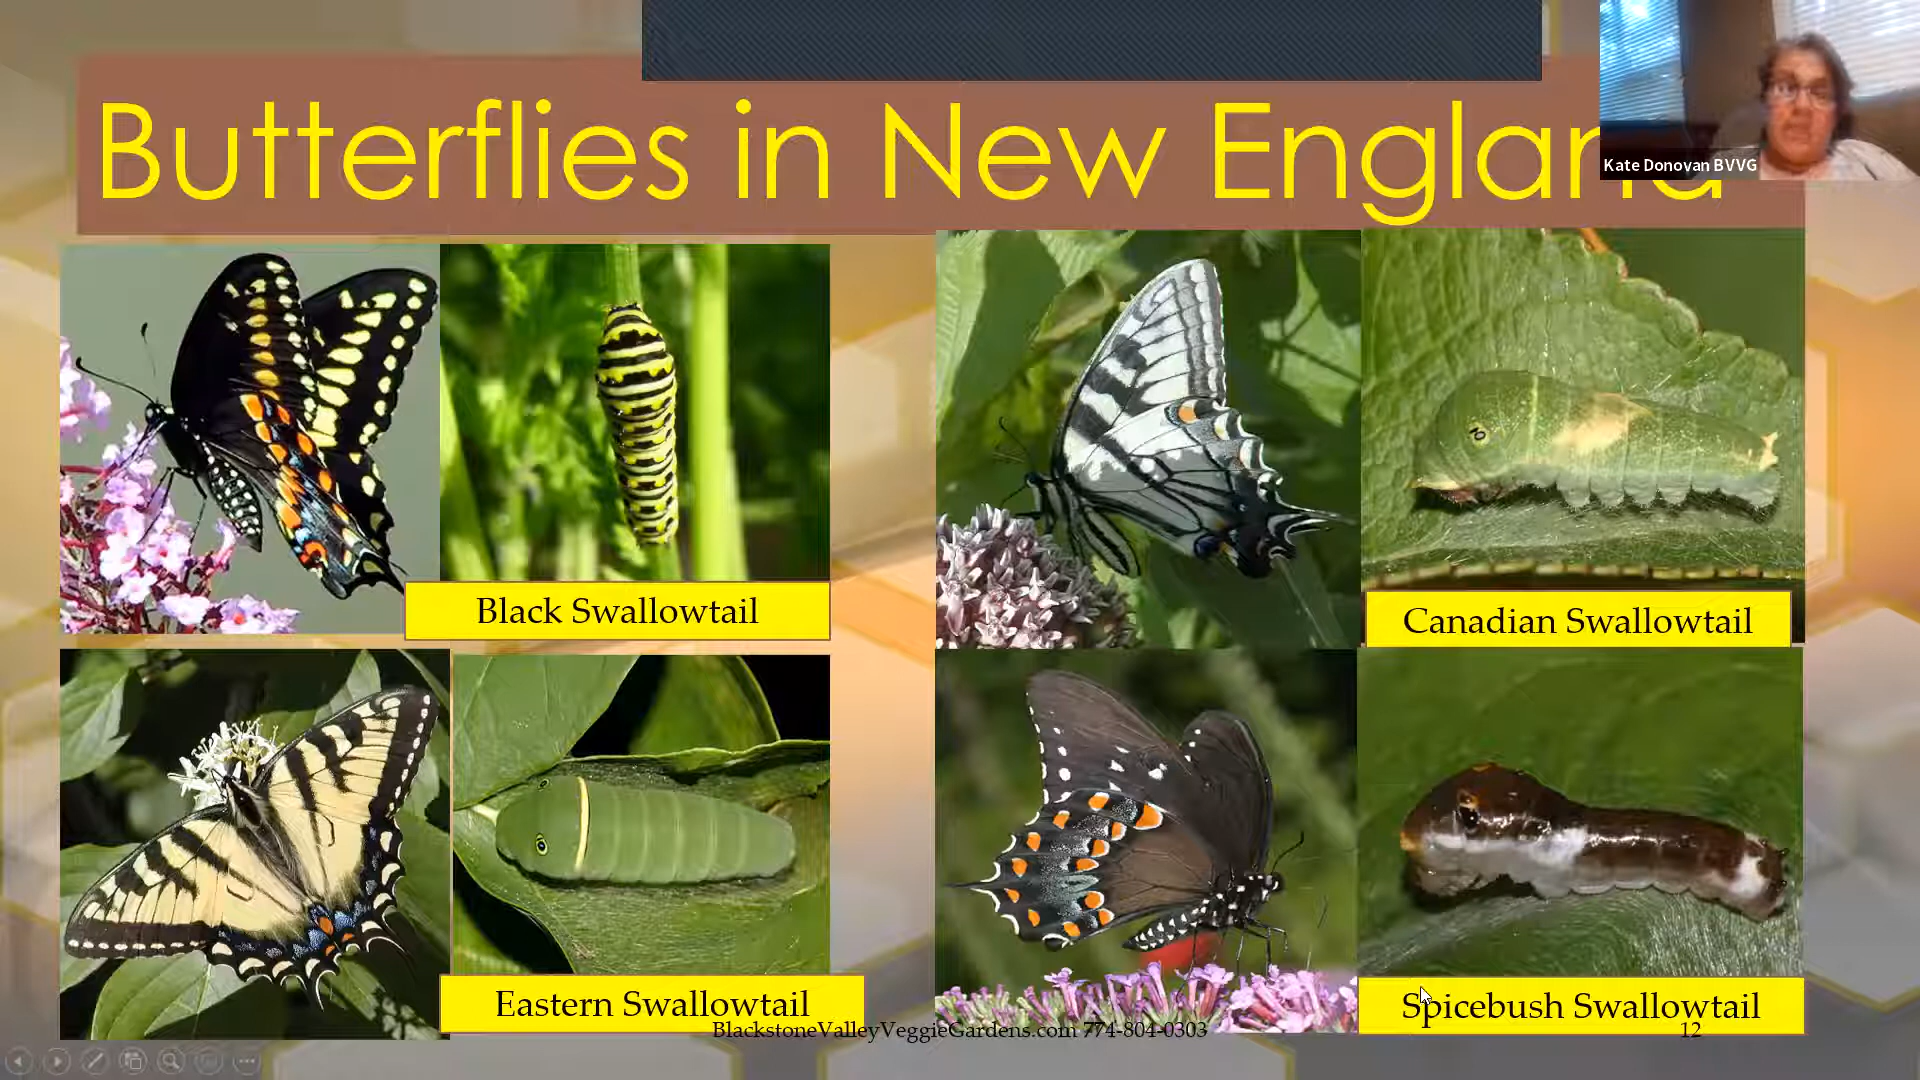 Butterflies in New England
Kate Donovan BVVG
Black Swallowtail
Canadian Swallowtail
Eastern Swallowtail
Spicebush Swallowtail
BlackstoneValleyVeggieGardens.com 774-804-0303
12